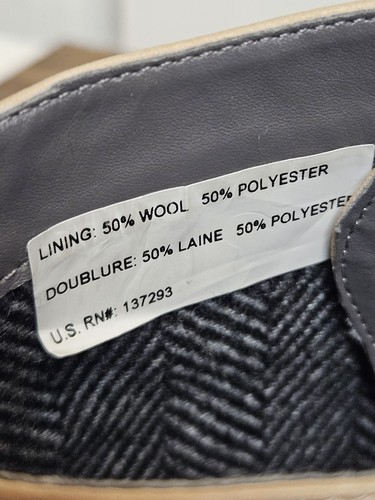 LINING: 50% WOOL 50% POLYESTER
DOUBLURE: 50% LAINE 50% POLYESTER
U.S. RN#: 137293